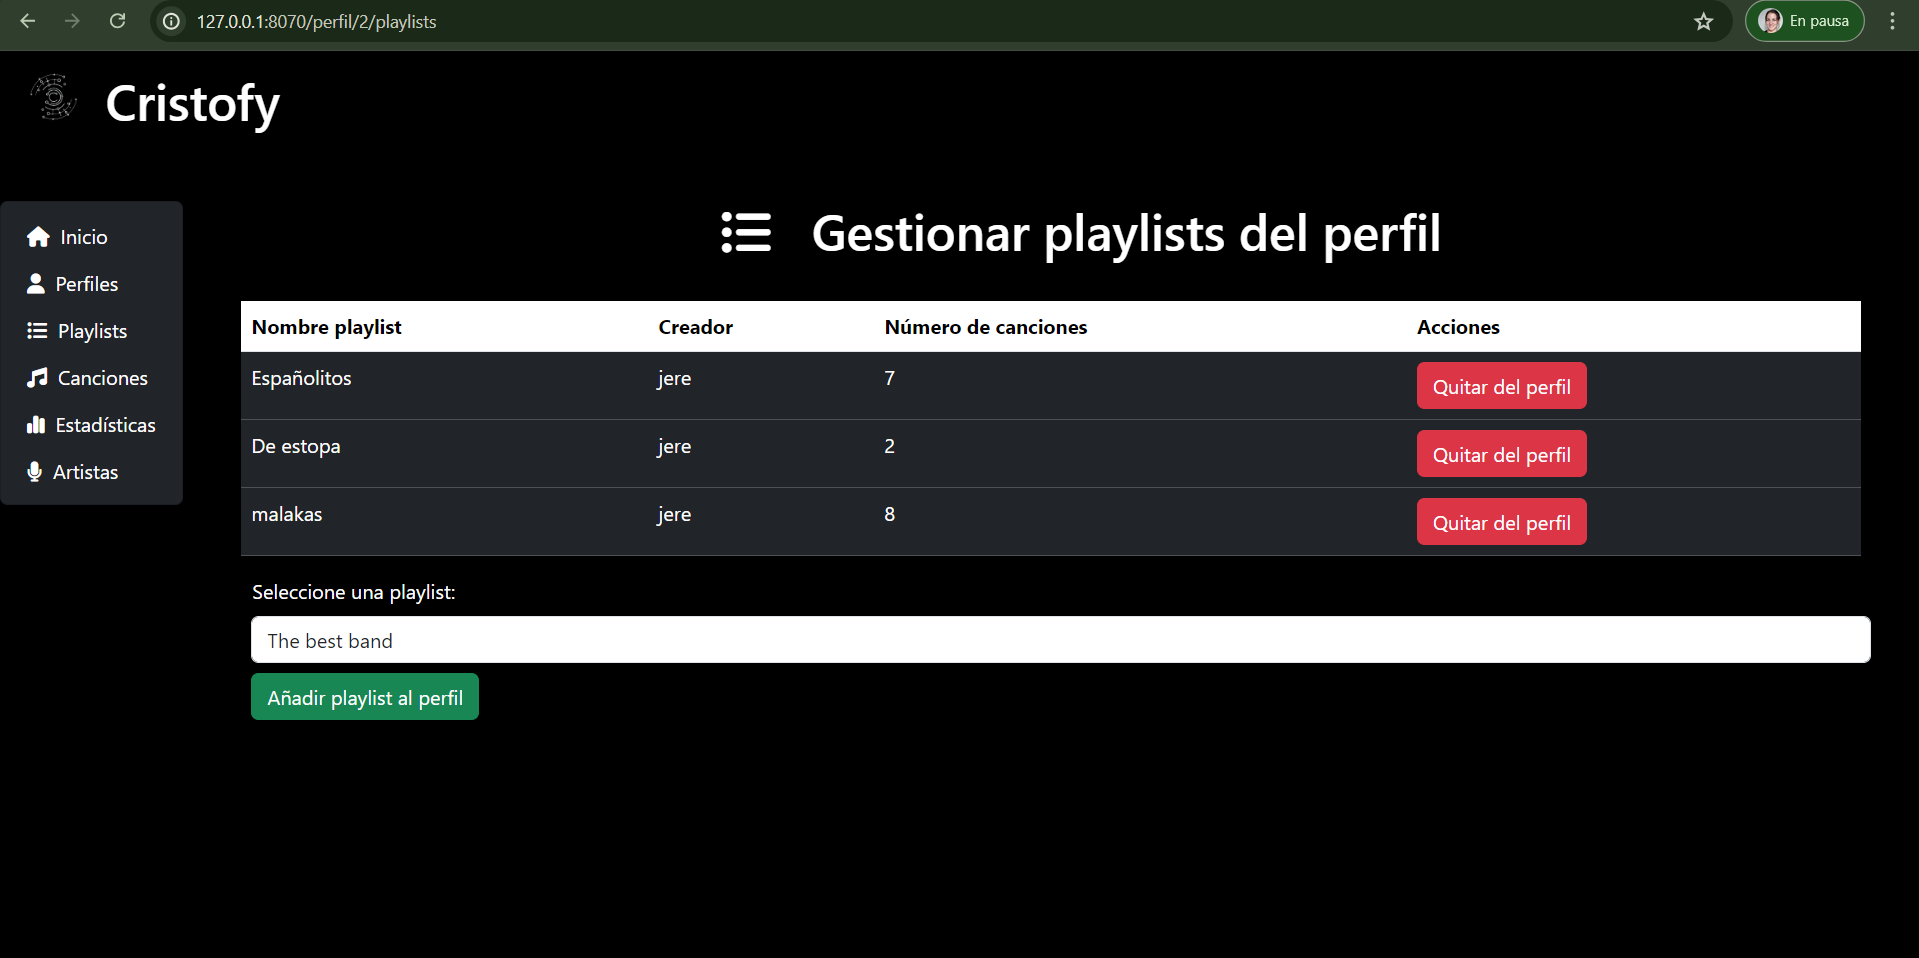 127.0.0.1:8070/perfil/2/playlists
En pausa
Cristofy
Inicio
Perfiles
Playlists
Canciones
Estadísticas
Artistas
Gestionar playlists del perfil
Nombre playlist Creador Número de canciones Acciones
Españolitos jere 7 Quitar del perfil
De estopa jere 2 Quitar del perfil
malakas jere 8 Quitar del perfil
Seleccione una playlist:
The best band
Añadir playlist al perfil